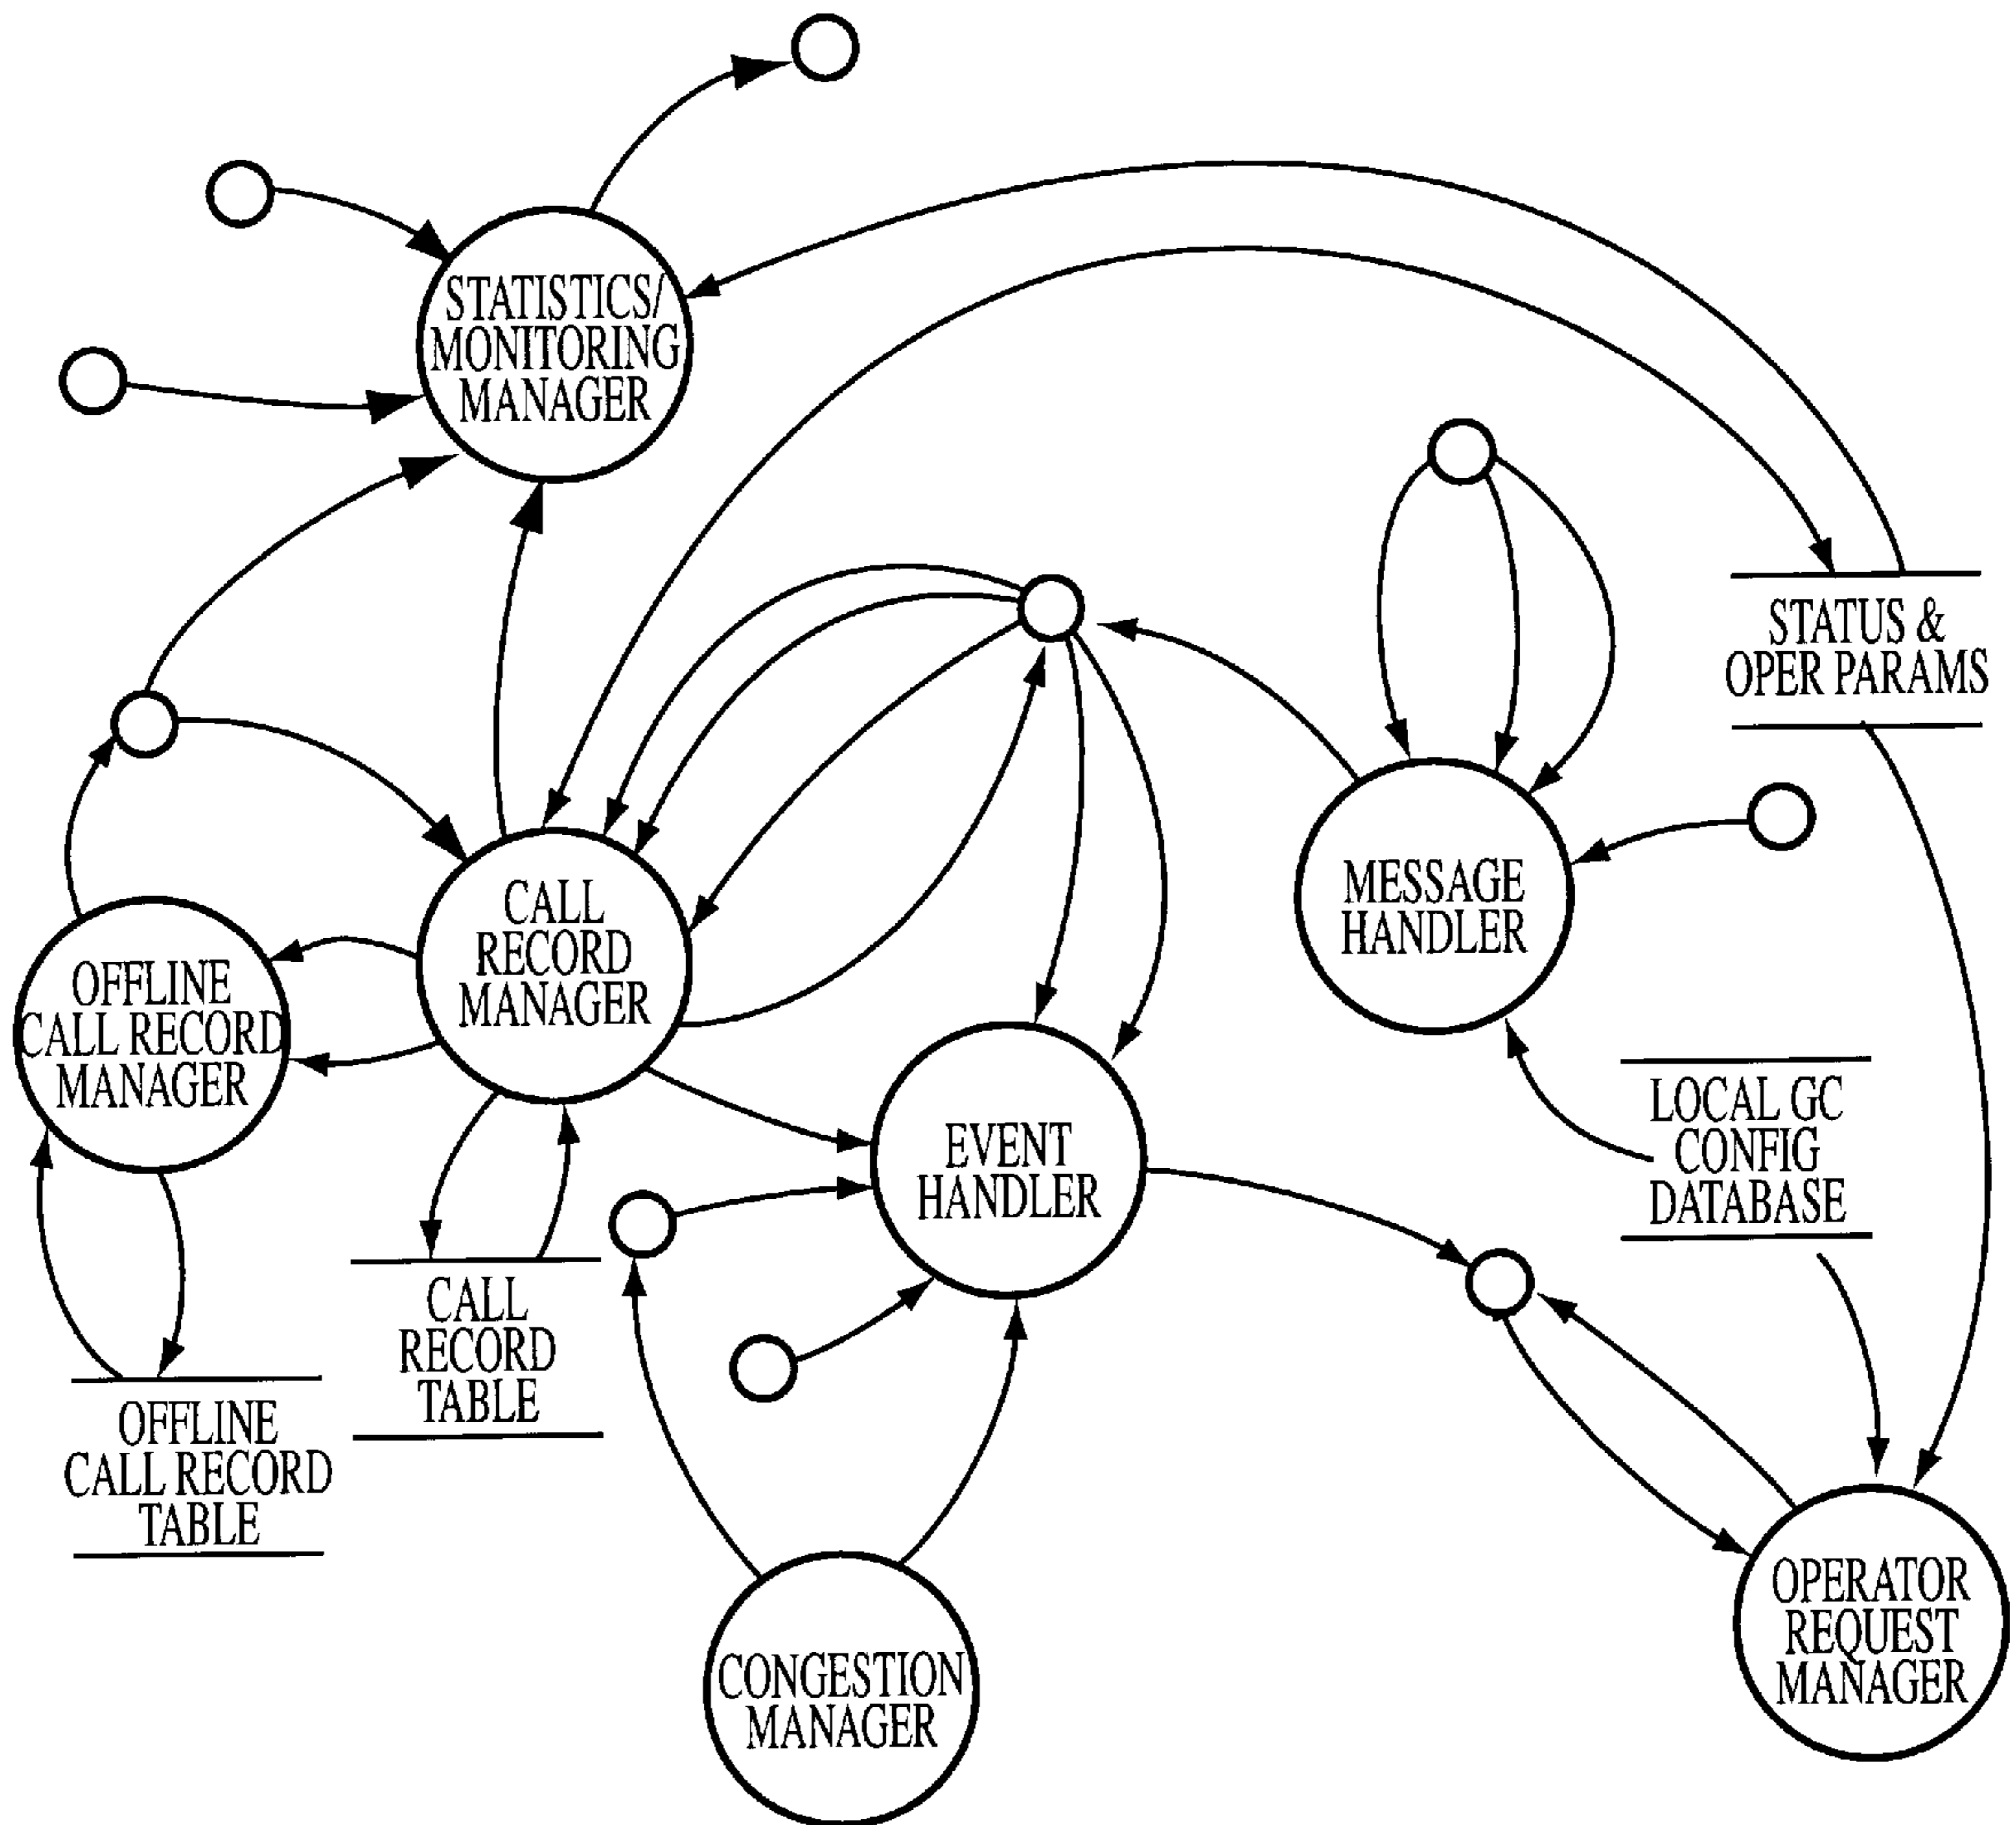 STATISTICS/
MONITORING
MANAGER
STATUS &
OPER PARAMS
MESSAGE
HANDLER
CALL
RECORD
MANAGER
OFFLINE
CALL RECORD
MANAGER
LOCAL GC
CONFIG
DATABASE
EVENT
HANDLER
CALL
RECORD
TABLE
OFFLINE
CALL RECORD
TABLE
OPERATOR
REQUEST
MANAGER
CONGESTION
MANAGER